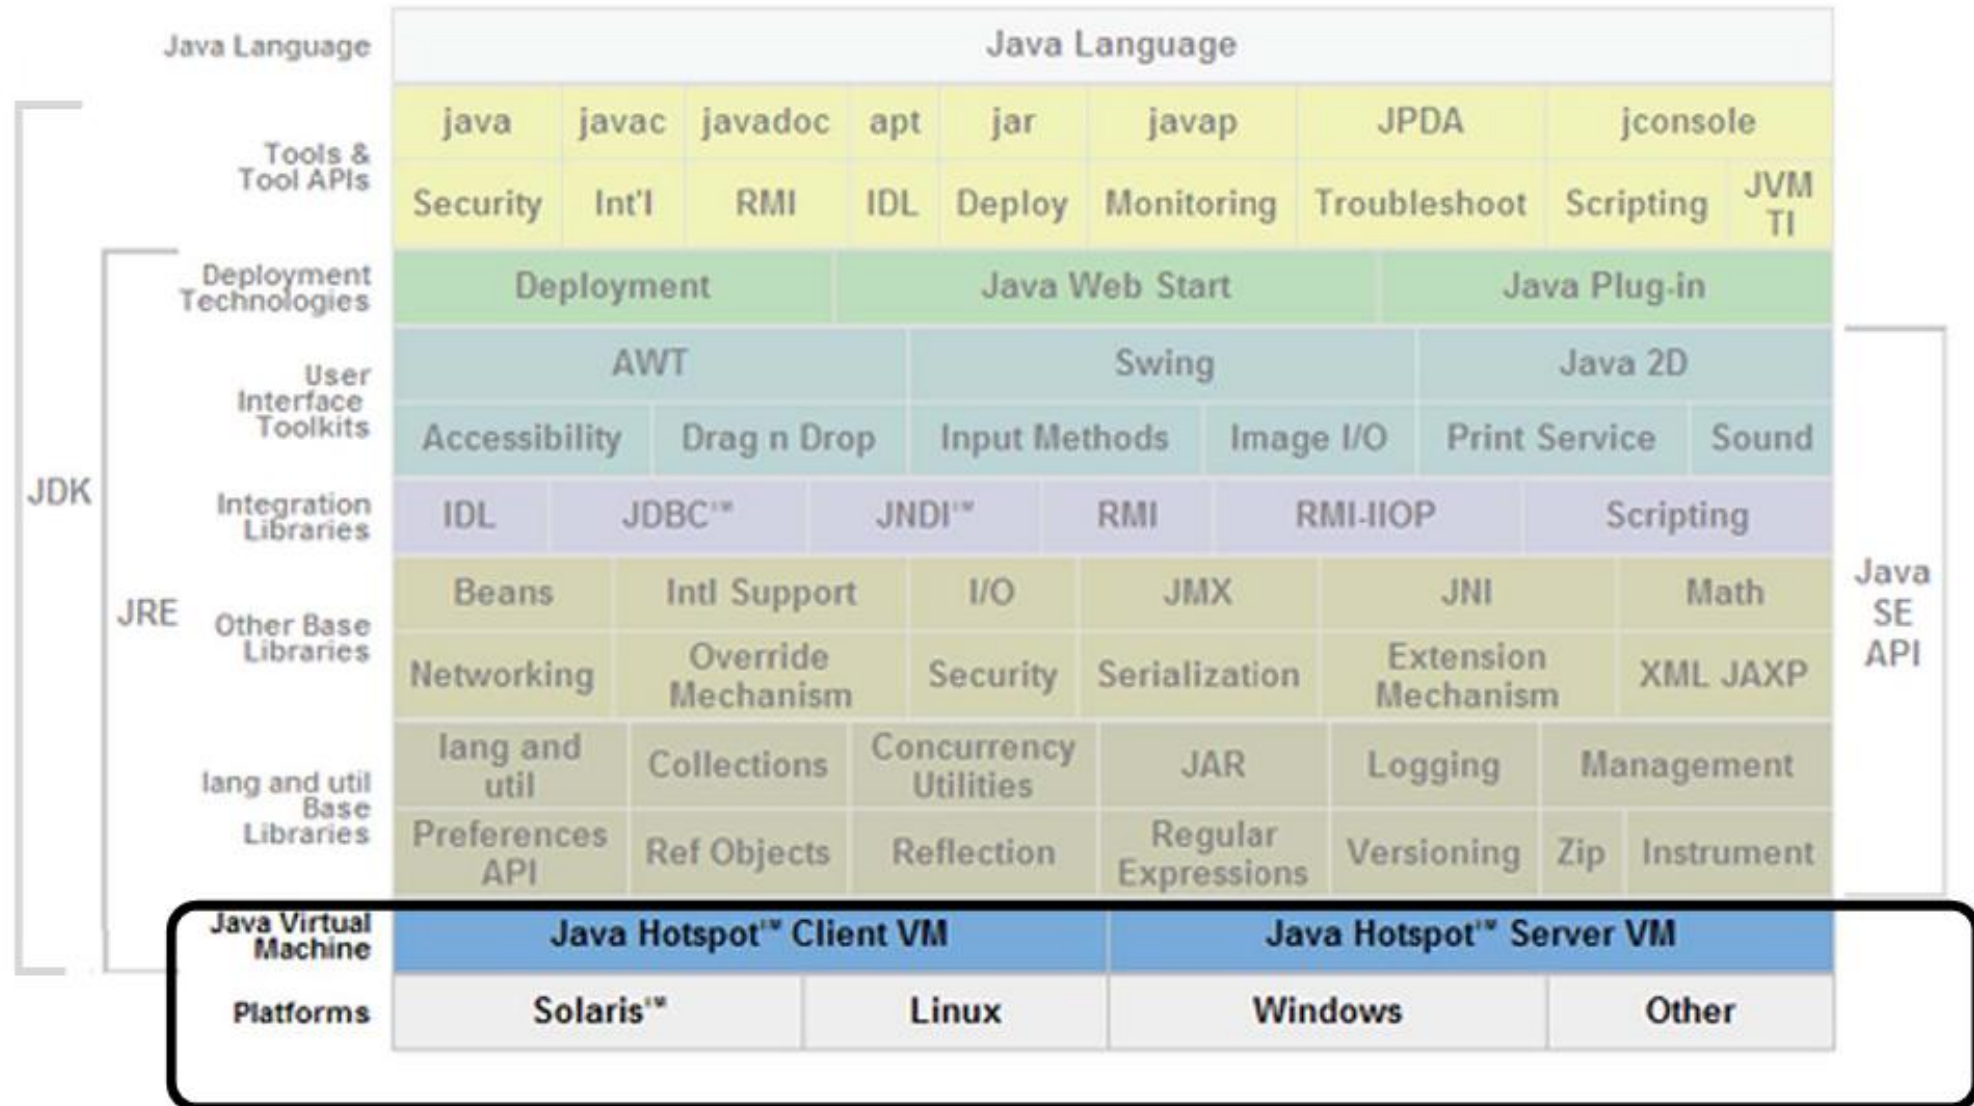 Java Language
Java Language
JDK
Tools &
Tool APIs
java javac javadoc apt jar javap JPDA jconsole
Security Int'l RMI IDL Deploy Monitoring Troubleshoot Scripting JVM
TI
JRE
Deployment
Technologies
Deployment Java Web Start Java Plug-in
User
Interface
Toolkits
AWT Swing Java 2D
Accessibility Drag n Drop Input Methods Image I/O Print Service Sound
Integration
Libraries
IDL JDBC™ JNDI™ RMI RMI-IIOP Scripting
Other Base
Libraries
Beans Intl Support I/O JMX JNI Math
Networking Override
Mechanism Security Serialization Extension
Mechanism XML JAXP
Java
SE
API
lang and util
Base
Libraries
lang and
util Collections Concurrency
Utilities JAR Logging Management
Preferences
API Ref Objects Reflection Regular
Expressions Versioning Zip Instrument
Java Virtual
Machine
Java Hotspot™ Client VM Java Hotspot™ Server VM
Platforms
Solaris™ Linux Windows Other